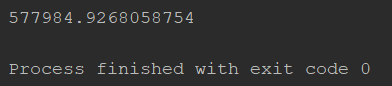 577984.9268058754
Process finished with exit code 0